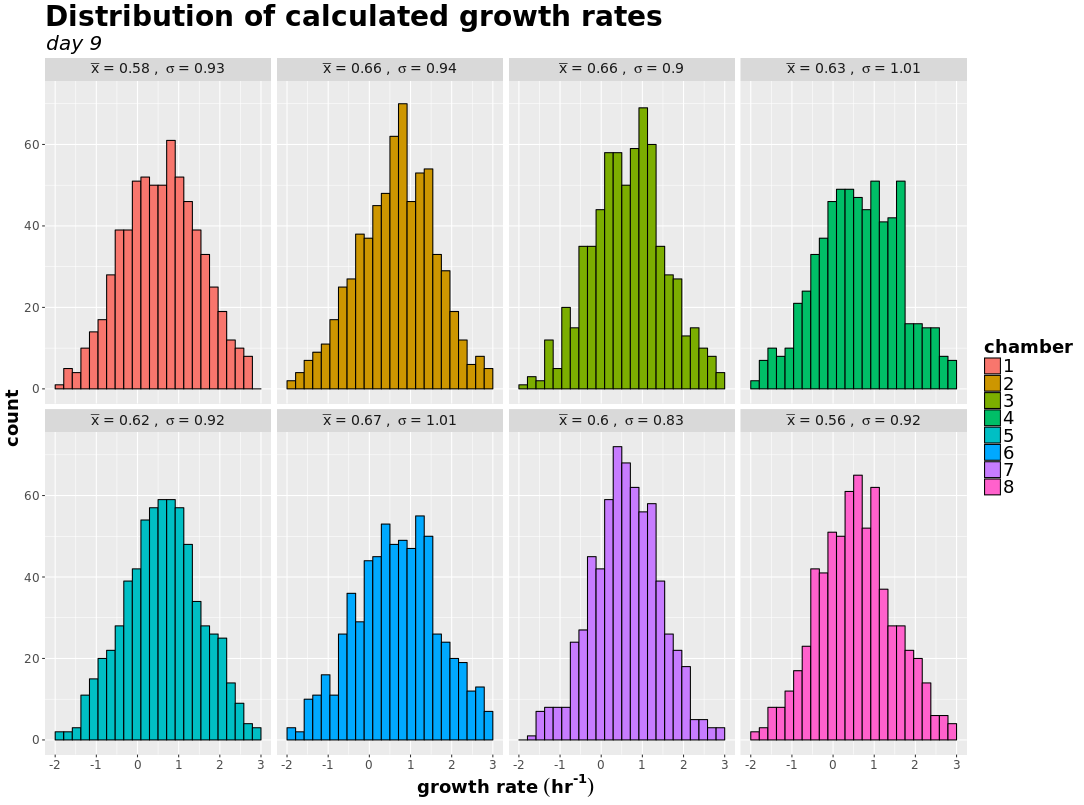 Distribution of calculated growth rates
day 9
x̅ = 0.58 , σ = 0.93
x̅ = 0.66 , σ = 0.94
x̅ = 0.66 , σ = 0.9
x̅ = 0.63 , σ = 1.01
60
40
20
0
x̅ = 0.62 , σ = 0.92
x̅ = 0.67 , σ = 1.01
x̅ = 0.6 , σ = 0.83
x̅ = 0.56 , σ = 0.92
60
40
20
0
-2 -1 0 1 2 3
-2 -1 0 1 2 3
-2 -1 0 1 2 3
-2 -1 0 1 2 3
growth rate (hr⁻¹)
count
chamber
1
2
3
4
5
6
7
8